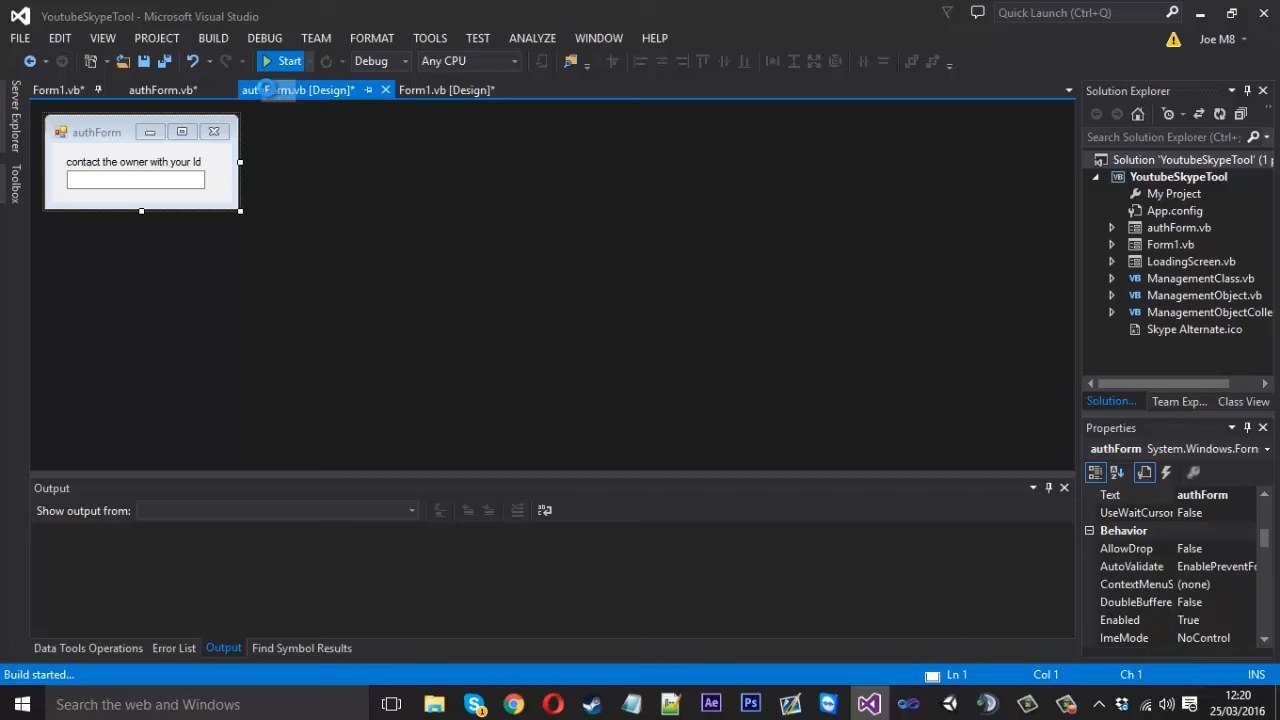 YoutubeSkypeTool - Microsoft Visual Studio
Quick Launch (Ctrl+Q)
FILE EDIT VIEW PROJECT BUILD DEBUG TEAM FORMAT TOOLS TEST ANALYZE WINDOW HELP
Joe M8
Start Debug Any CPU
Form1.vb* authForm.vb* authForm.vb [Design]* Form1.vb [Design]*
Server Explorer
Toolbox
authForm
contact the owner with your Id
Solution Explorer
Search Solution Explorer (Ctrl+;
Solution 'YoutubeSkypeTool' (1 p
YoutubeSkypeTool
My Project
App.config
authForm.vb
Form1.vb
LoadingScreen.vb
ManagementClass.vb
ManagementObject.vb
ManagementObjectColle
Skype Alternate.ico
Solution... Team Exp... Class View
Properties
authForm System.Windows.Forn
Text authForm
UseWaitCursor False
Behavior
AllowDrop False
AutoValidate EnablePreventFo
ContextMenuS (none)
DoubleBuffere False
Enabled True
ImeMode NoControl
Output
Show output from:
Data Tools Operations Error List Output Find Symbol Results
Build started... Ln 1 Col 1 Ch 1 INS
Search the web and Windows
Ae Ps
12:20
25/03/2016